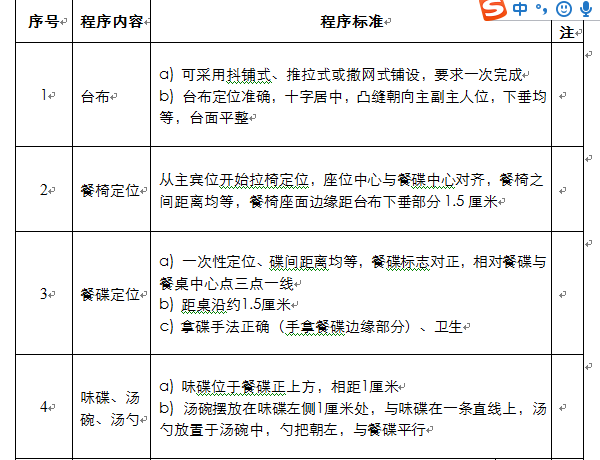 中
序号 程序内容 程序标准 注
1 台布
a) 可采用抖铺式、推拉式或撒网式铺设，要求一次完成
b) 台布定位准确，十字居中，凸缝朝向主副主人位，下垂均
等，台面平整
2 餐椅定位
从主宾位开始拉椅定位，座位中心与餐碟中心对齐，餐椅之
间距离均等，餐椅座面边缘距台布下垂部分 1.5 厘米
3 餐碟定位
a) 一次性定位、碟间距离均等，餐碟标志对正，相对餐碟与
餐桌中心点三点一线
b) 距桌沿约1.5厘米
c) 拿碟手法正确（手拿餐碟边缘部分）、卫生
4 味碟、汤
碗、汤勺
a) 味碟位于餐碟正上方，相距1厘米
b) 汤碗摆放在味碟左侧1厘米处，与味碟在一条直线上，汤
勺放置于汤碗中，勺把朝左，与餐碟平行